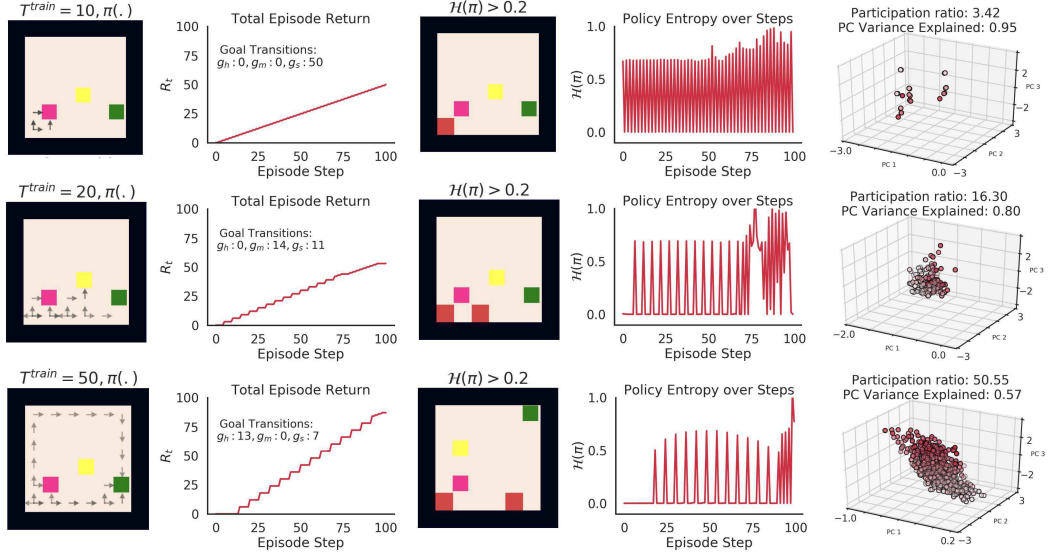 T^train = 10, π(.)
Total Episode Return
Goal Transitions:
g_h : 0, g_m : 0, g_s : 50
100
75
50
25
0
R_t
0 25 50 75 100
Episode Step
ℋ(π) > 0.2
Policy Entropy over Steps
1.0
0.5
0.0
ℋ(π)
0 25 50 75 100
Episode Step
Participation ratio: 3.42
PC Variance Explained: 0.95
2
−2
PC 3
3
−3
PC 2
−3.0
0.0
PC 1
T^train = 20, π(.)
Total Episode Return
Goal Transitions:
g_h : 0, g_m : 14, g_s : 11
100
75
50
25
0
R_t
0 25 50 75 100
Episode Step
ℋ(π) > 0.2
Policy Entropy over Steps
1.0
0.5
0.0
ℋ(π)
0 25 50 75 100
Episode Step
Participation ratio: 16.30
PC Variance Explained: 0.80
2
−2
PC 3
3
−3
PC 2
−2.0
0.0
PC 1
T^train = 50, π(.)
Total Episode Return
Goal Transitions:
g_h : 13, g_m : 0, g_s : 7
100
75
50
25
0
R_t
0 25 50 75 100
Episode Step
ℋ(π) > 0.2
Policy Entropy over Steps
1.0
0.5
0.0
ℋ(π)
0 25 50 75 100
Episode Step
Participation ratio: 50.55
PC Variance Explained: 0.57
2
−2
PC 3
3
−3
PC 2
−1.0
0.2
PC 1